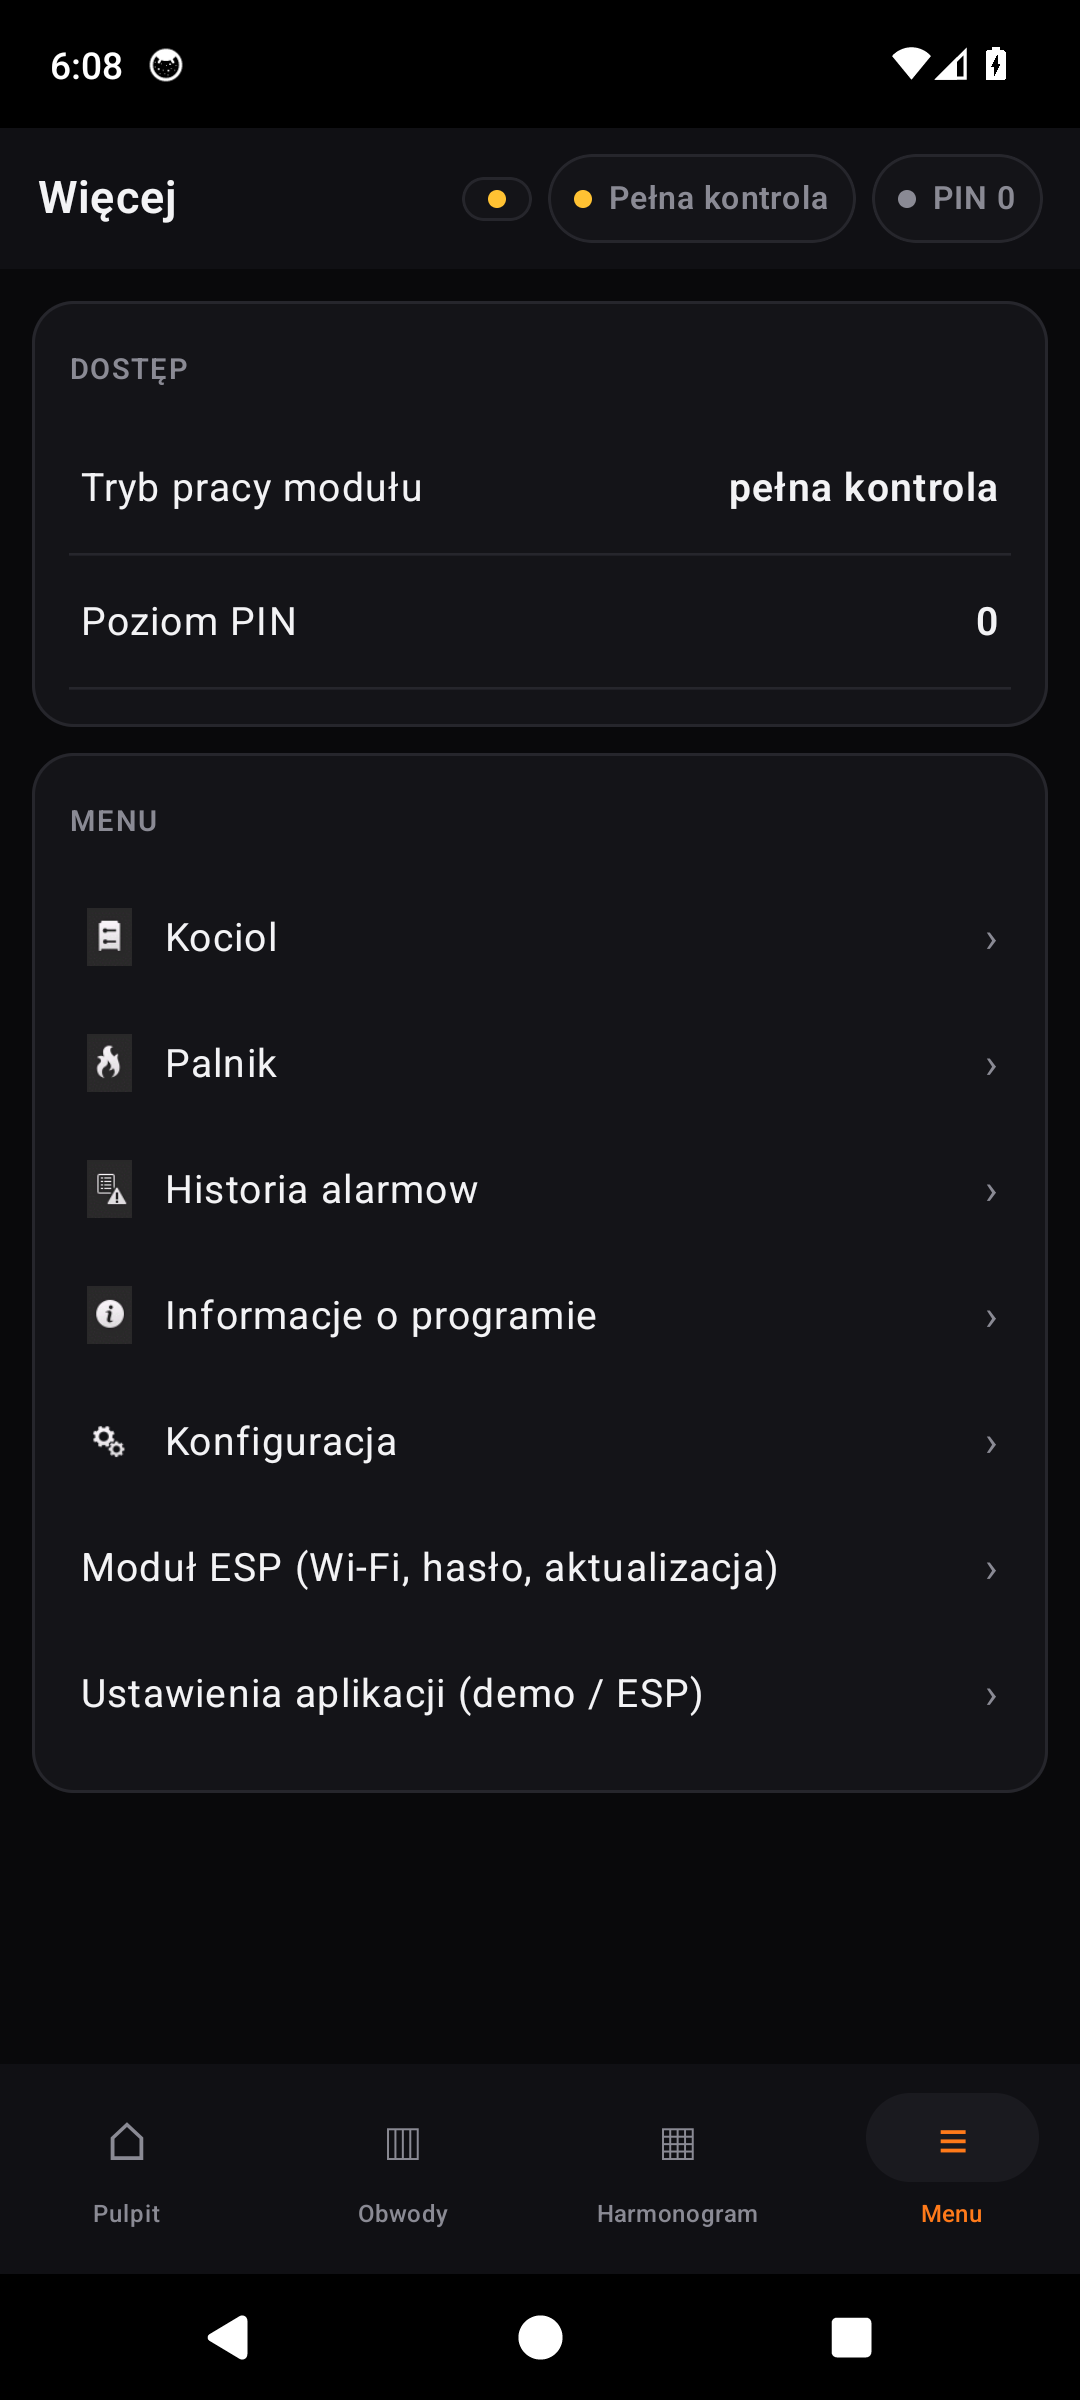 6:08
Więcej
Pełna kontrola
PIN 0
DOSTĘP
Tryb pracy modułu pełna kontrola
Poziom PIN 0
MENU
Kociol ›
Palnik ›
Historia alarmow ›
Informacje o programie ›
Konfiguracja ›
Moduł ESP (Wi-Fi, hasło, aktualizacja) ›
Ustawienia aplikacji (demo / ESP) ›
Pulpit
Obwody
Harmonogram
Menu